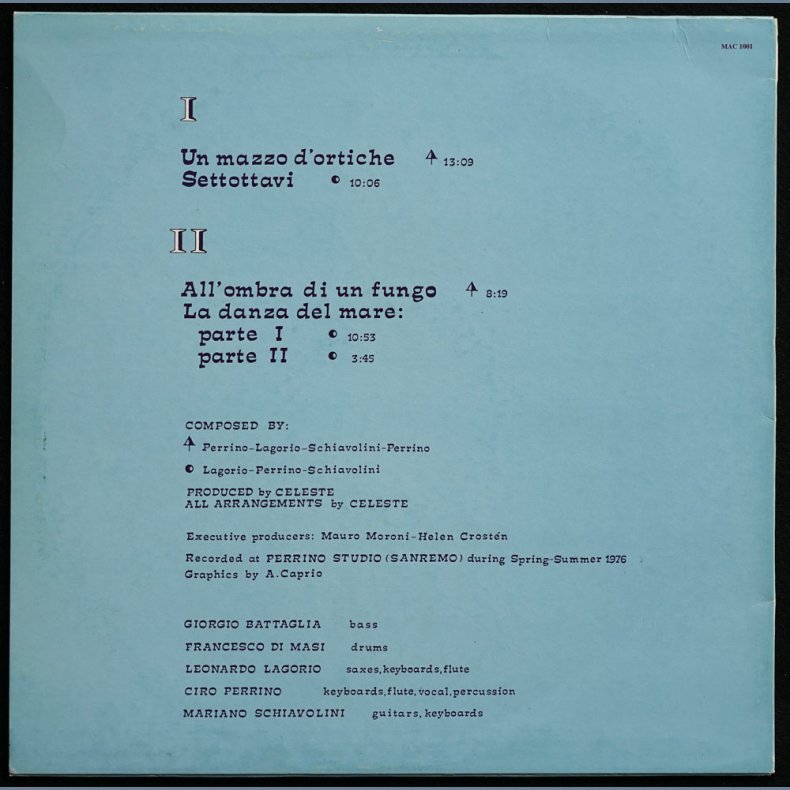 MAC 1001
I
Un mazzo d'ortiche 13:09
Settottavi 10:06
II
All'ombra di un fungo 8:19
La danza del mare:
parte I 10:53
parte II 3:45
COMPOSED BY:
Perrino-Lagorio-Schiavolini-Perrino
Lagorio-Perrino-Schiavolini
PRODUCED by CELESTE
ALL ARRANGEMENTS by CELESTE
Executive producers: Mauro Moroni-Helen Crostén
Recorded at PERRINO STUDIO (SANREMO) during Spring-Summer 1976
Graphics by A.Caprio
GIORGIO BATTAGLIA bass
FRANCESCO DI MASI drums
LEONARDO LAGORIO saxes,keyboards,flute
CIRO PERRINO keyboards,flute,vocal,percussion
MARIANO SCHIAVOLINI guitars,keyboards